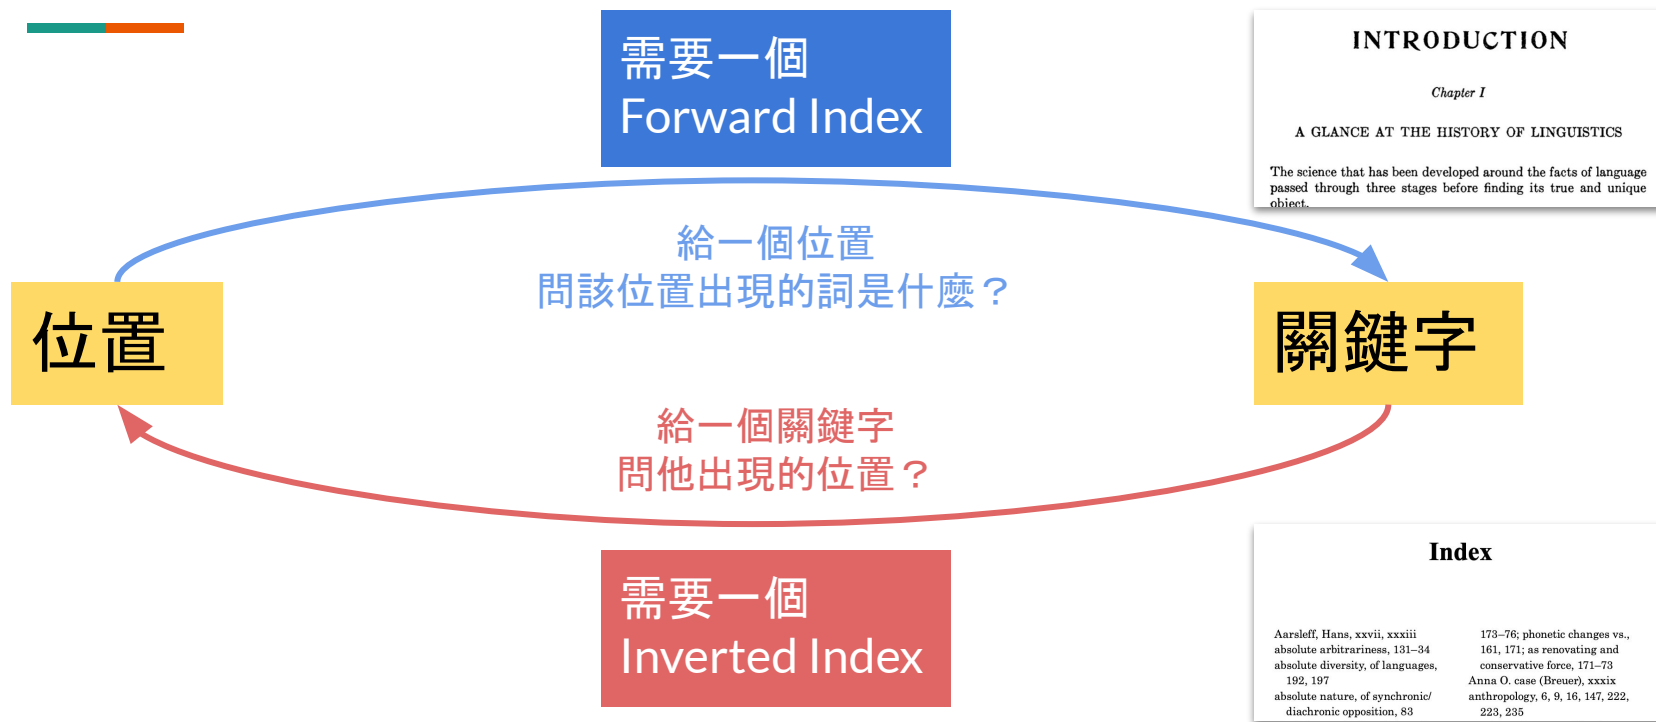 需要一個
Forward Index
INTRODUCTION
Chapter I
A GLANCE AT THE HISTORY OF LINGUISTICS
The science that has been developed around the facts of language
passed through three stages before finding its true and unique
object.
給一個位置
問該位置出現的詞是什麼？
位置
關鍵字
給一個關鍵字
問他出現的位置？
需要一個
Inverted Index
Index
Aarsleff, Hans, xxvii, xxxiii
absolute arbitrariness, 131–34
absolute diversity, of languages,
192, 197
absolute nature, of synchronic/
diachronic opposition, 83
173–76; phonetic changes vs.,
161, 171; as renovating and
conservative force, 171–73
Anna O. case (Breuer), xxxix
anthropology, 6, 9, 16, 147, 222,
223, 235